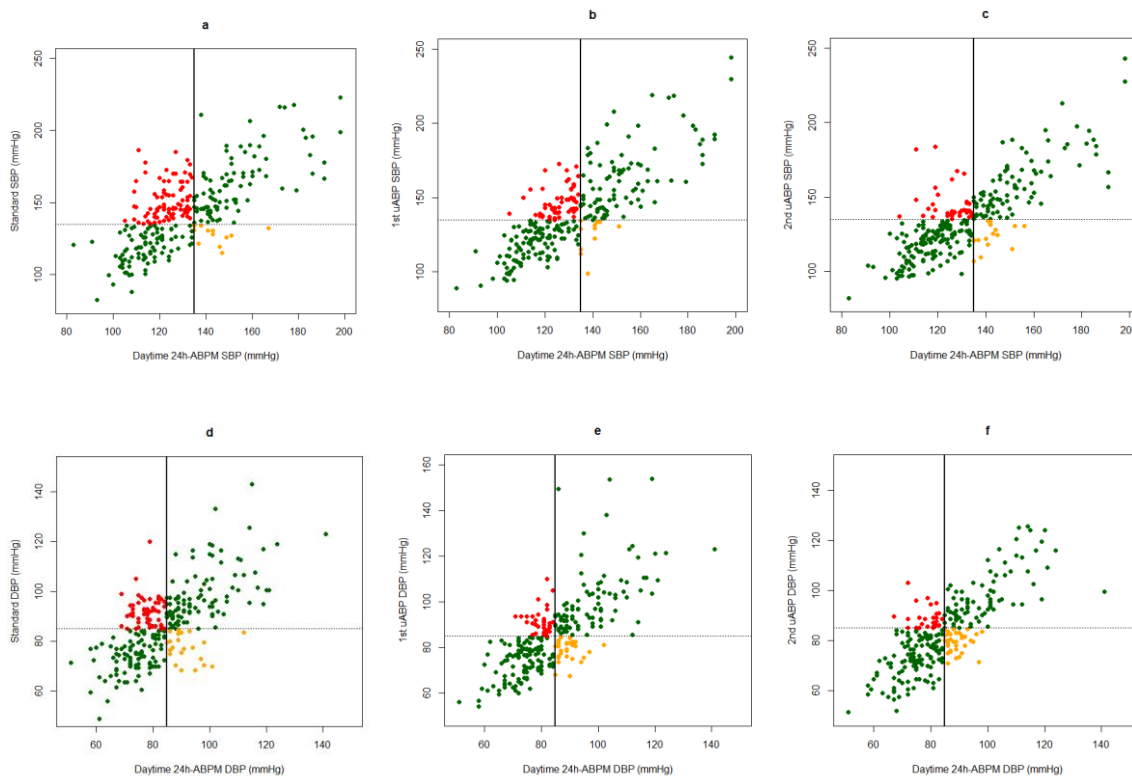 a
b
c
250
200
150
100
Standard SBP (mmHg)
80 100 120 140 160 180 200
Daytime 24h-ABPM SBP (mmHg)
250
200
150
100
1st uABP SBP (mmHg)
80 100 120 140 160 180 200
Daytime 24h-ABPM SBP (mmHg)
250
200
150
100
2nd uABP SBP (mmHg)
80 100 120 140 160 180 200
Daytime 24h-ABPM SBP (mmHg)
d
e
f
140
120
100
80
60
Standard DBP (mmHg)
60 80 100 120 140
Daytime 24h-ABPM DBP (mmHg)
160
140
120
100
80
60
1st uABP DBP (mmHg)
60 80 100 120 140
Daytime 24h-ABPM DBP (mmHg)
140
120
100
80
60
2nd uABP DBP (mmHg)
60 80 100 120 140
Daytime 24h-ABPM DBP (mmHg)